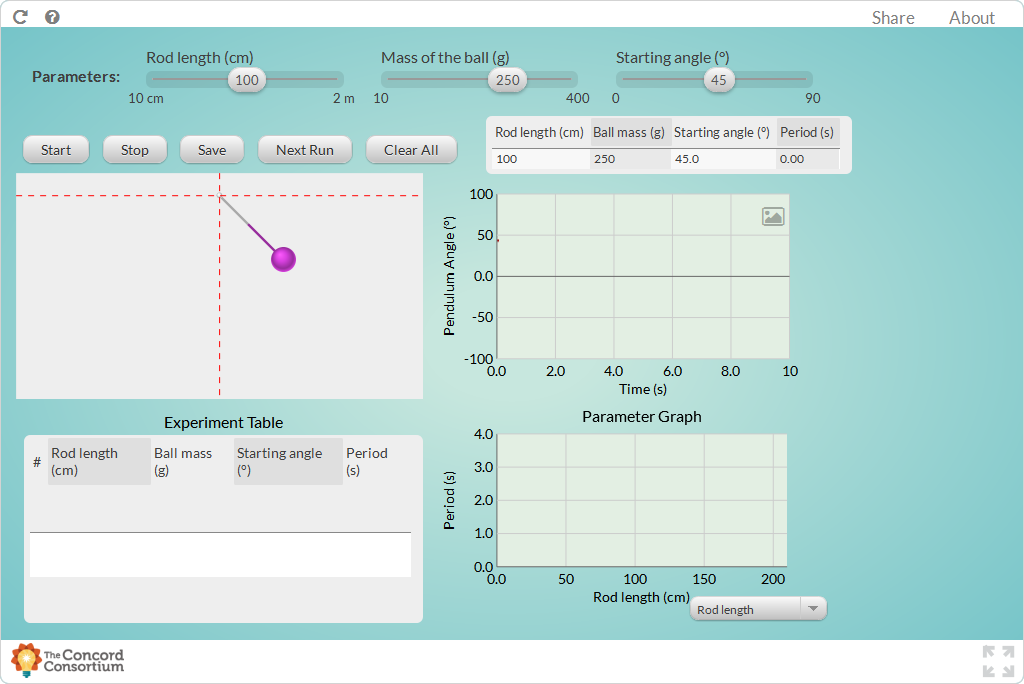 Share
About
Parameters:
Rod length (cm)
100
10 cm
2 m
Mass of the ball (g)
250
10
400
Starting angle (°)
45
0
90
Start
Stop
Save
Next Run
Clear All
Rod length (cm) Ball mass (g) Starting angle (°) Period (s)
100 250 45.0 0.00
Pendulum Angle (°)
100
50
0.0
-50
-100
0.0 2.0 4.0 6.0 8.0 10
Time (s)
Experiment Table
# Rod length (cm) Ball mass (g) Starting angle (°) Period (s)
Parameter Graph
Period (s)
4.0
3.0
2.0
1.0
0.0
0.0 50 100 150 200
Rod length (cm)
Rod length
The Concord
Consortium